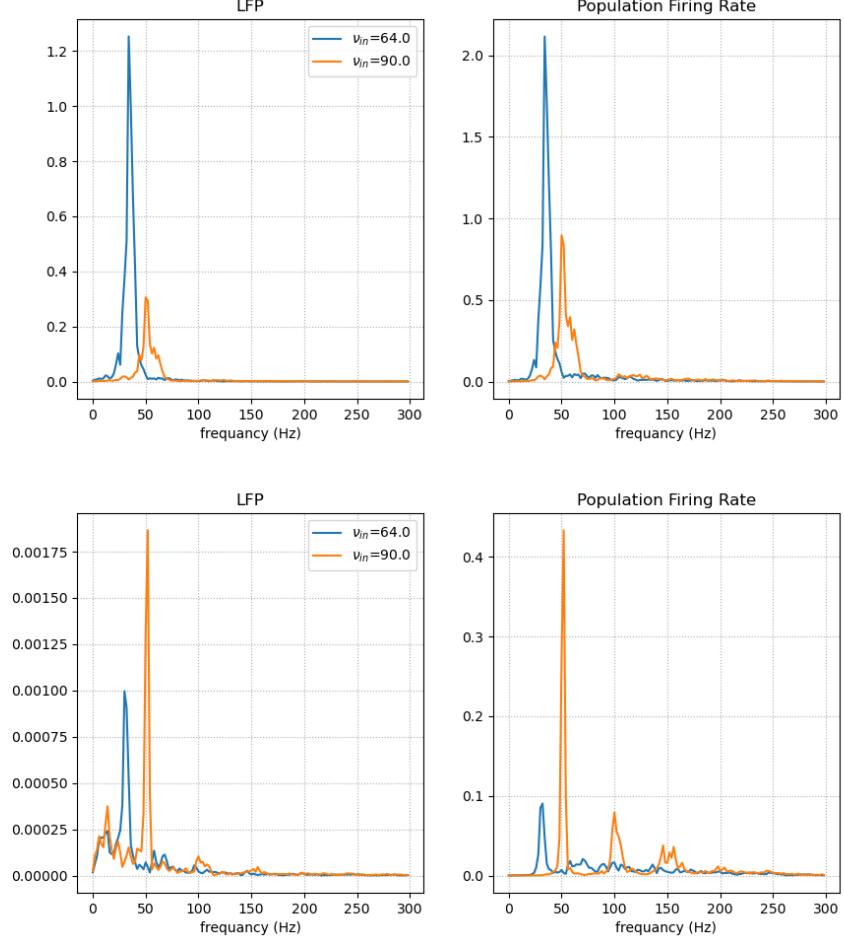 LFP
Population Firing Rate
1.2
1.0
0.8
0.6
0.4
0.2
0.0
ν_in=64.0
ν_in=90.0
2.0
1.5
1.0
0.5
0.0
0 50 100 150 200 250 300
0 50 100 150 200 250 300
frequancy (Hz)
frequancy (Hz)
LFP
Population Firing Rate
0.00175
0.00150
0.00125
0.00100
0.00075
0.00050
0.00025
0.00000
ν_in=64.0
ν_in=90.0
0.4
0.3
0.2
0.1
0.0
0 50 100 150 200 250 300
0 50 100 150 200 250 300
frequancy (Hz)
frequancy (Hz)